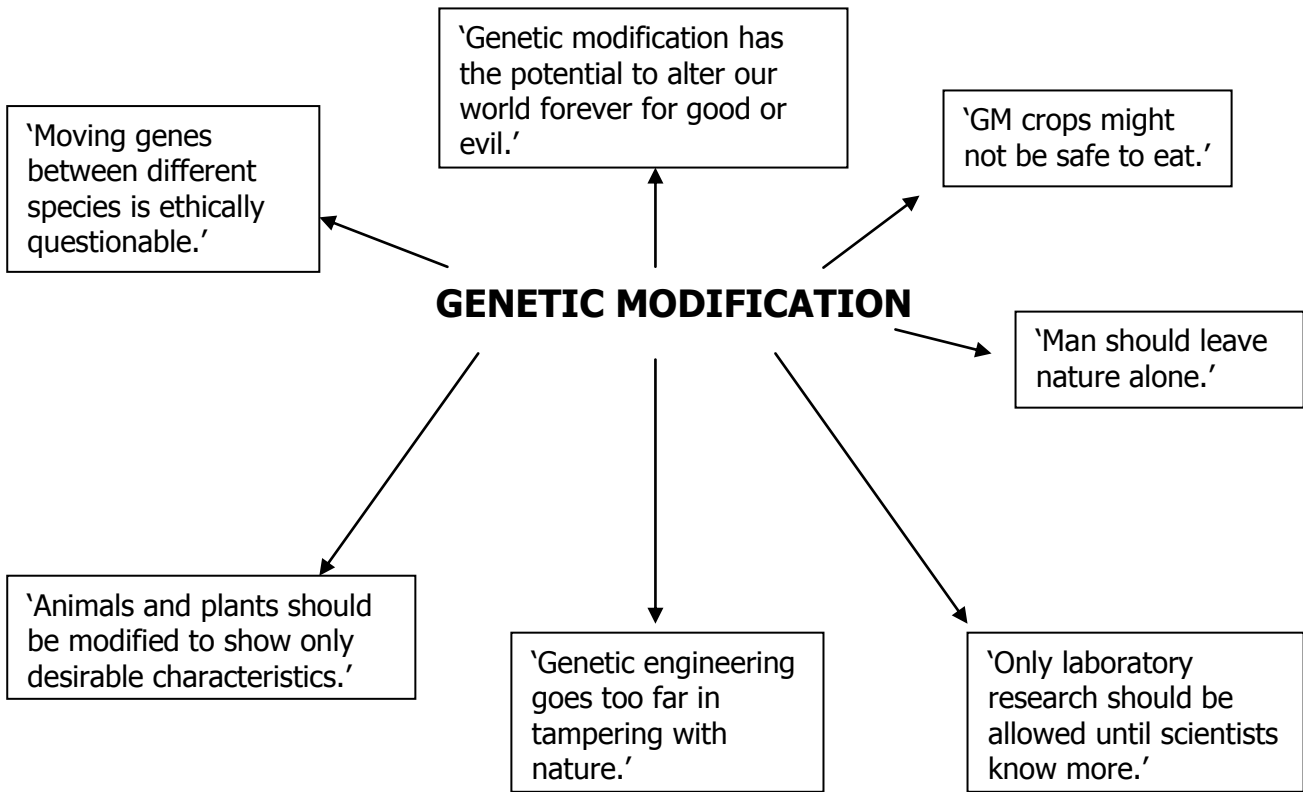 ‘Genetic modification has
the potential to alter our
world forever for good or
evil.’
‘Moving genes
between different
species is ethically
questionable.’
‘GM crops might
not be safe to eat.’
GENETIC MODIFICATION
‘Man should leave
nature alone.’
‘Animals and plants should
be modified to show only
desirable characteristics.’
‘Genetic engineering
goes too far in
tampering with
nature.’
‘Only laboratory
research should be
allowed until scientists
know more.’